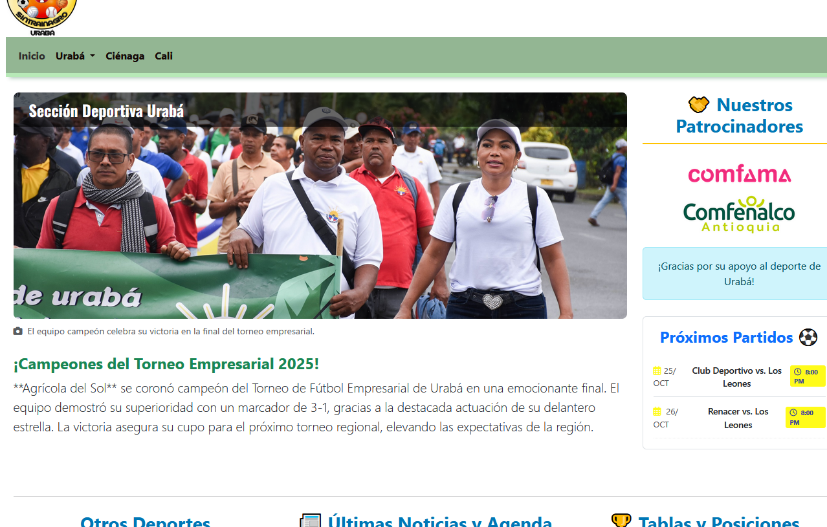 SINTRAINAGRO
URABA
Inicio Urabá Ciénaga Cali
Sección Deportiva Urabá
de urabá
El equipo campeón celebra su victoria en la final del torneo empresarial.
¡Campeones del Torneo Empresarial 2025!
**Agrícola del Sol** se coronó campeón del Torneo de Fútbol Empresarial de Urabá en una emocionante final. El
equipo demostró su superioridad con un marcador de 3-1, gracias a la destacada actuación de su delantero
estrella. La victoria asegura su cupo para el próximo torneo regional, elevando las expectativas de la región.
Nuestros
Patrocinadores
comfama
Comfenalco
Antioquia
¡Gracias por su apoyo al deporte de
Urabá!
Próximos Partidos
25/
OCT
Club Deportivo vs. Los
Leones
8:00
PM
26/
OCT
Renacer vs. Los
Leones
8:00
PM
Otros Deportes
Últimas Noticias y Agenda
Tablas y Posiciones